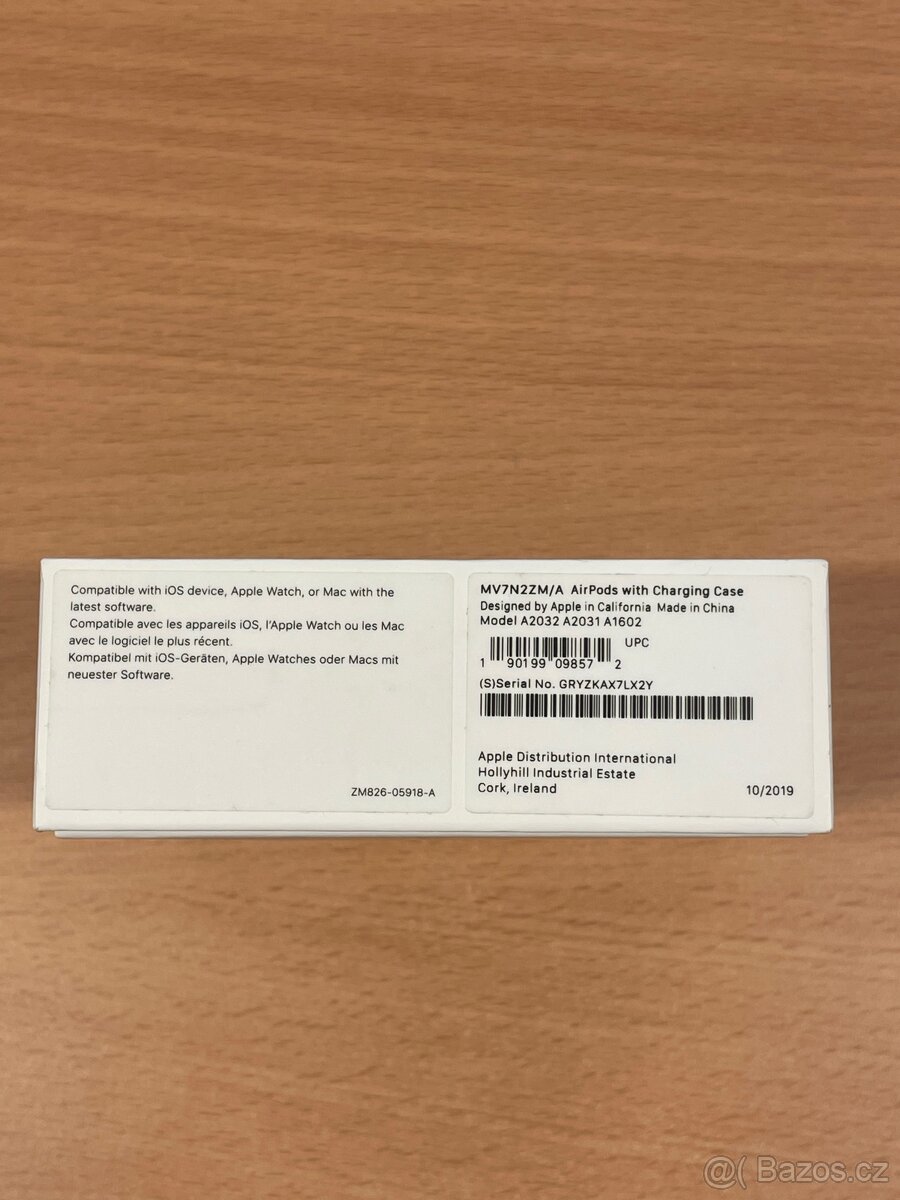 Compatible with iOS device, Apple Watch, or Mac with the
latest software.
Compatible avec les appareils iOS, l'Apple Watch ou les Mac
avec le logiciel le plus récent.
Kompatibel mit iOS-Geräten, Apple Watches oder Macs mit
neuester Software.
ZM826-05918-A
MV7N2ZM/A AirPods with Charging Case
Designed by Apple in California Made in China
Model A2032 A2031 A1602
UPC
1 90199 09857 2
(S)Serial No. GRYZKAX7LX2Y
Apple Distribution International
Hollyhill Industrial Estate
Cork, Ireland
10/2019
@( Bazos.cz